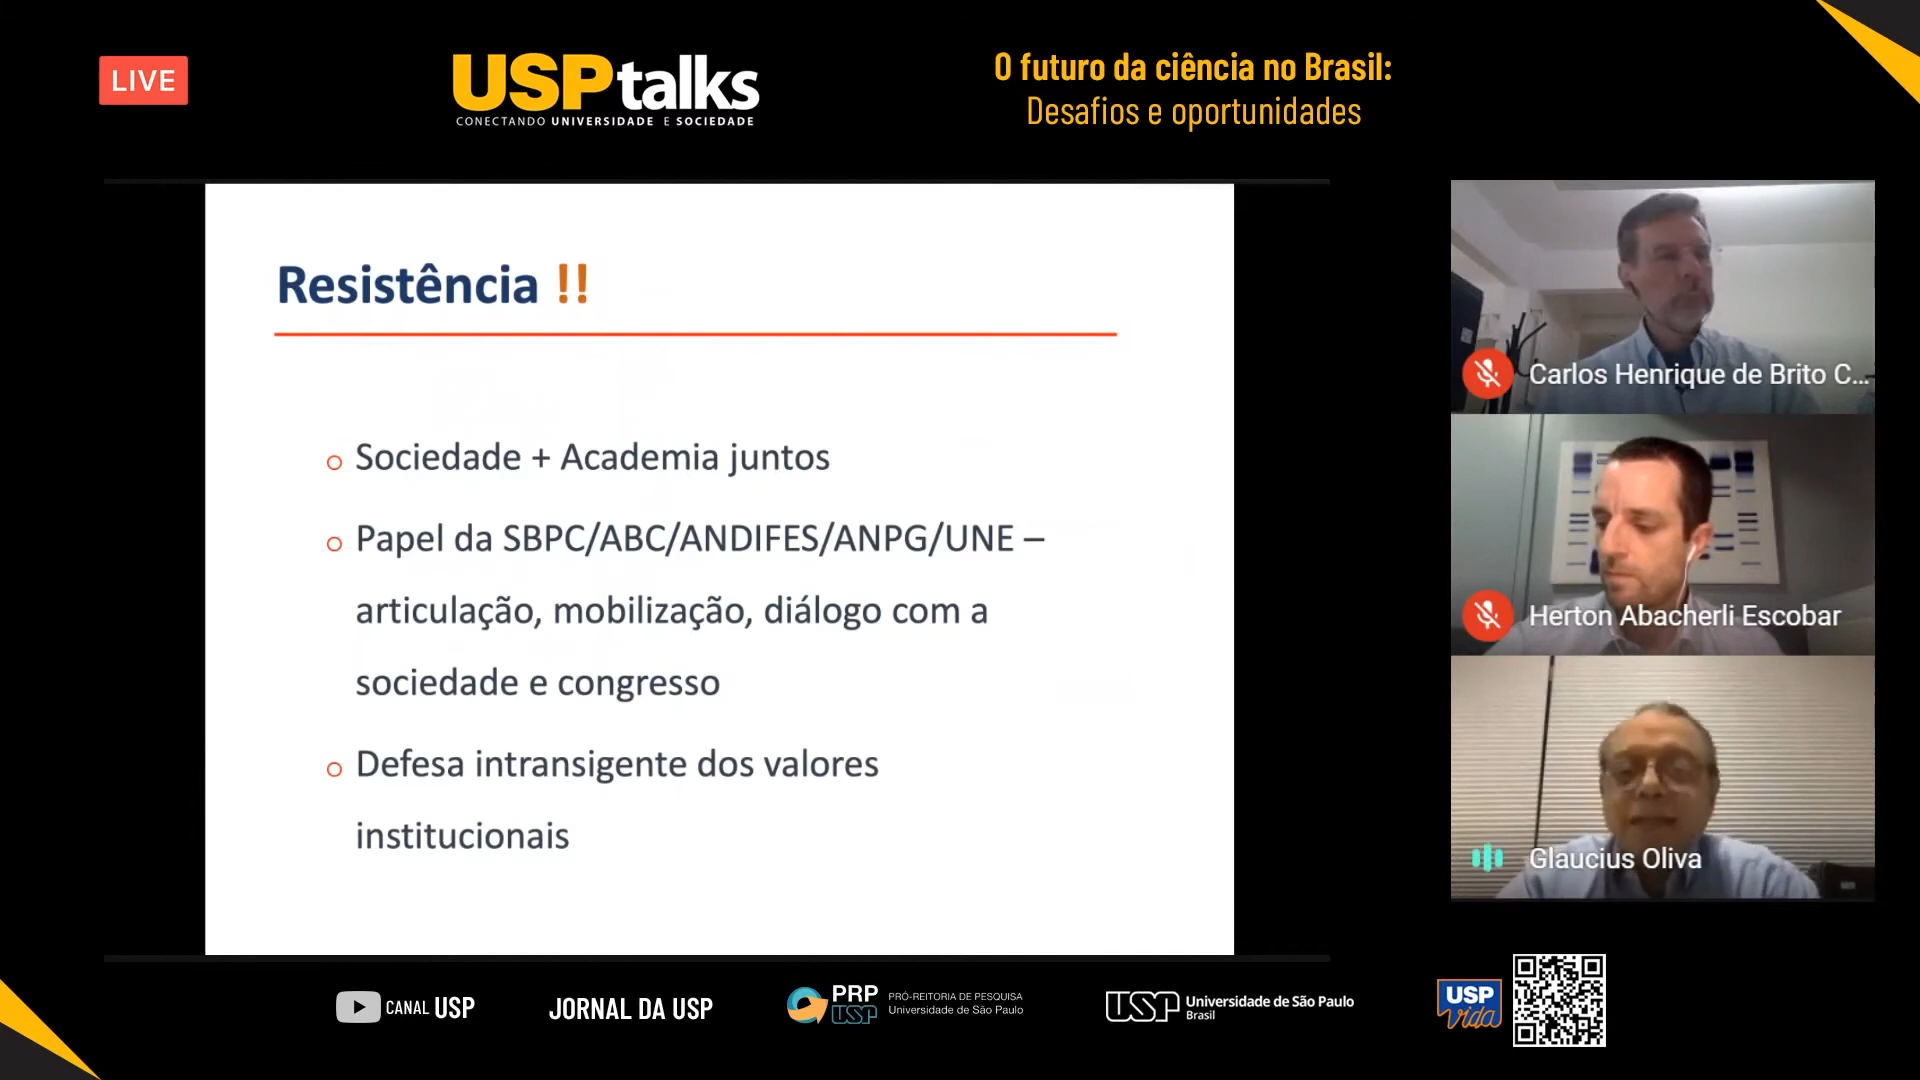 LIVE
USPtalks
CONECTANDO UNIVERSIDADE E SOCIEDADE
O futuro da ciência no Brasil:
Desafios e oportunidades
Resistência !!
Sociedade + Academia juntos
Papel da SBPC/ABC/ANDIFES/ANPG/UNE –
articulação, mobilização, diálogo com a
sociedade e congresso
Defesa intransigente dos valores
institucionais
Carlos Henrique de Brito C...
Herton Abacherli Escobar
Glaucius Oliva
CANAL USP
JORNAL DA USP
PRP
USP
PRÓ-REITORIA DE PESQUISA
Universidade de São Paulo
USP
Universidade de São Paulo
Brasil
USP
Vida